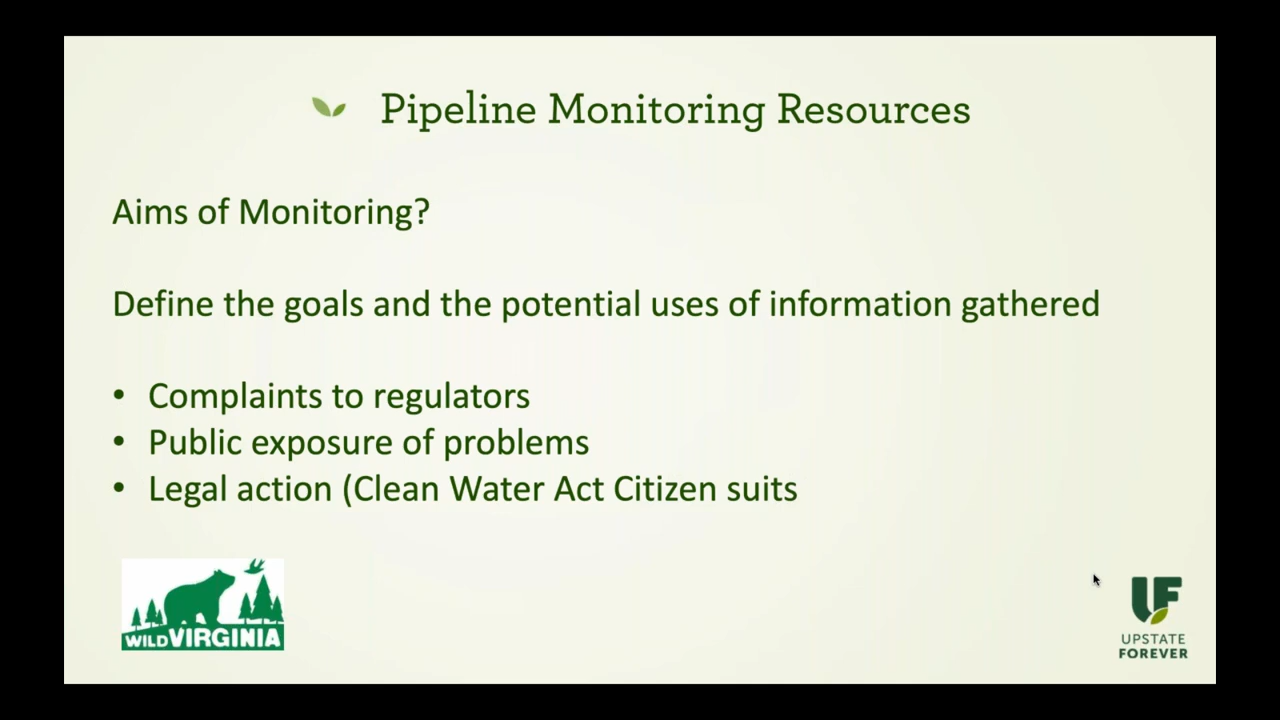 Pipeline Monitoring Resources
Aims of Monitoring?
Define the goals and the potential uses of information gathered
• Complaints to regulators
• Public exposure of problems
• Legal action (Clean Water Act Citizen suits
WILD VIRGINIA
UF
UPSTATE
FOREVER